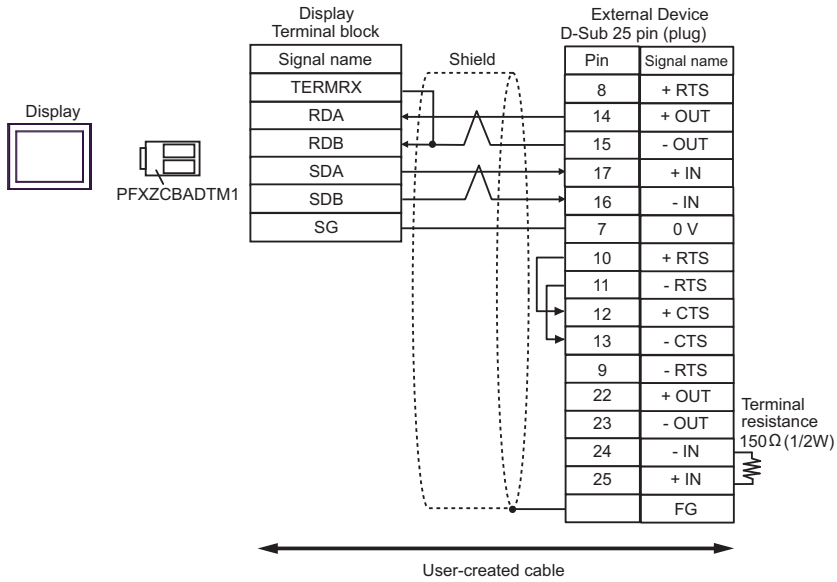 Display
Terminal block
External Device
D-Sub 25 pin (plug)
Signal name
Shield
Pin
Signal name
TERMRX
8
+ RTS
Display
RDA
14
+ OUT
RDB
15
- OUT
SDA
17
+ IN
PFXZCBADTM1
SDB
16
- IN
SG
7
0 V
10
+ RTS
11
- RTS
12
+ CTS
13
- CTS
9
- RTS
22
+ OUT
Terminal
resistance
150Ω(1/2W)
23
- OUT
24
- IN
25
+ IN
FG
User-created cable